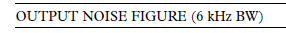 OUTPUT NOISE FIGURE (6 kHz BW)